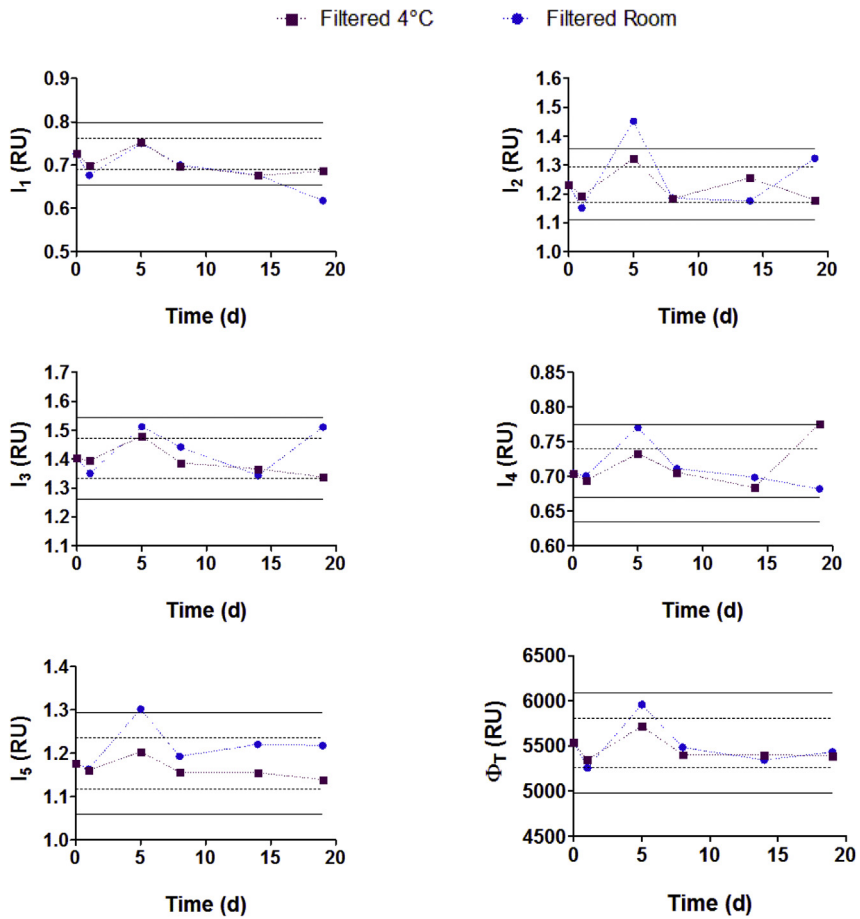 Filtered 4°C Filtered Room
I₁ (RU)
0.9
0.8
0.7
0.6
0.5
0 5 10 15 20
Time (d)
I₂ (RU)
1.6
1.5
1.4
1.3
1.2
1.1
1.0
0 5 10 15 20
Time (d)
I₃ (RU)
1.7
1.6
1.5
1.4
1.3
1.2
1.1
0 5 10 15 20
Time (d)
I₄ (RU)
0.85
0.80
0.75
0.70
0.65
0.60
0 5 10 15 20
Time (d)
I₅ (RU)
1.4
1.3
1.2
1.1
1.0
0 5 10 15 20
Time (d)
Φ_T (RU)
6500
6000
5500
5000
4500
0 5 10 15 20
Time (d)